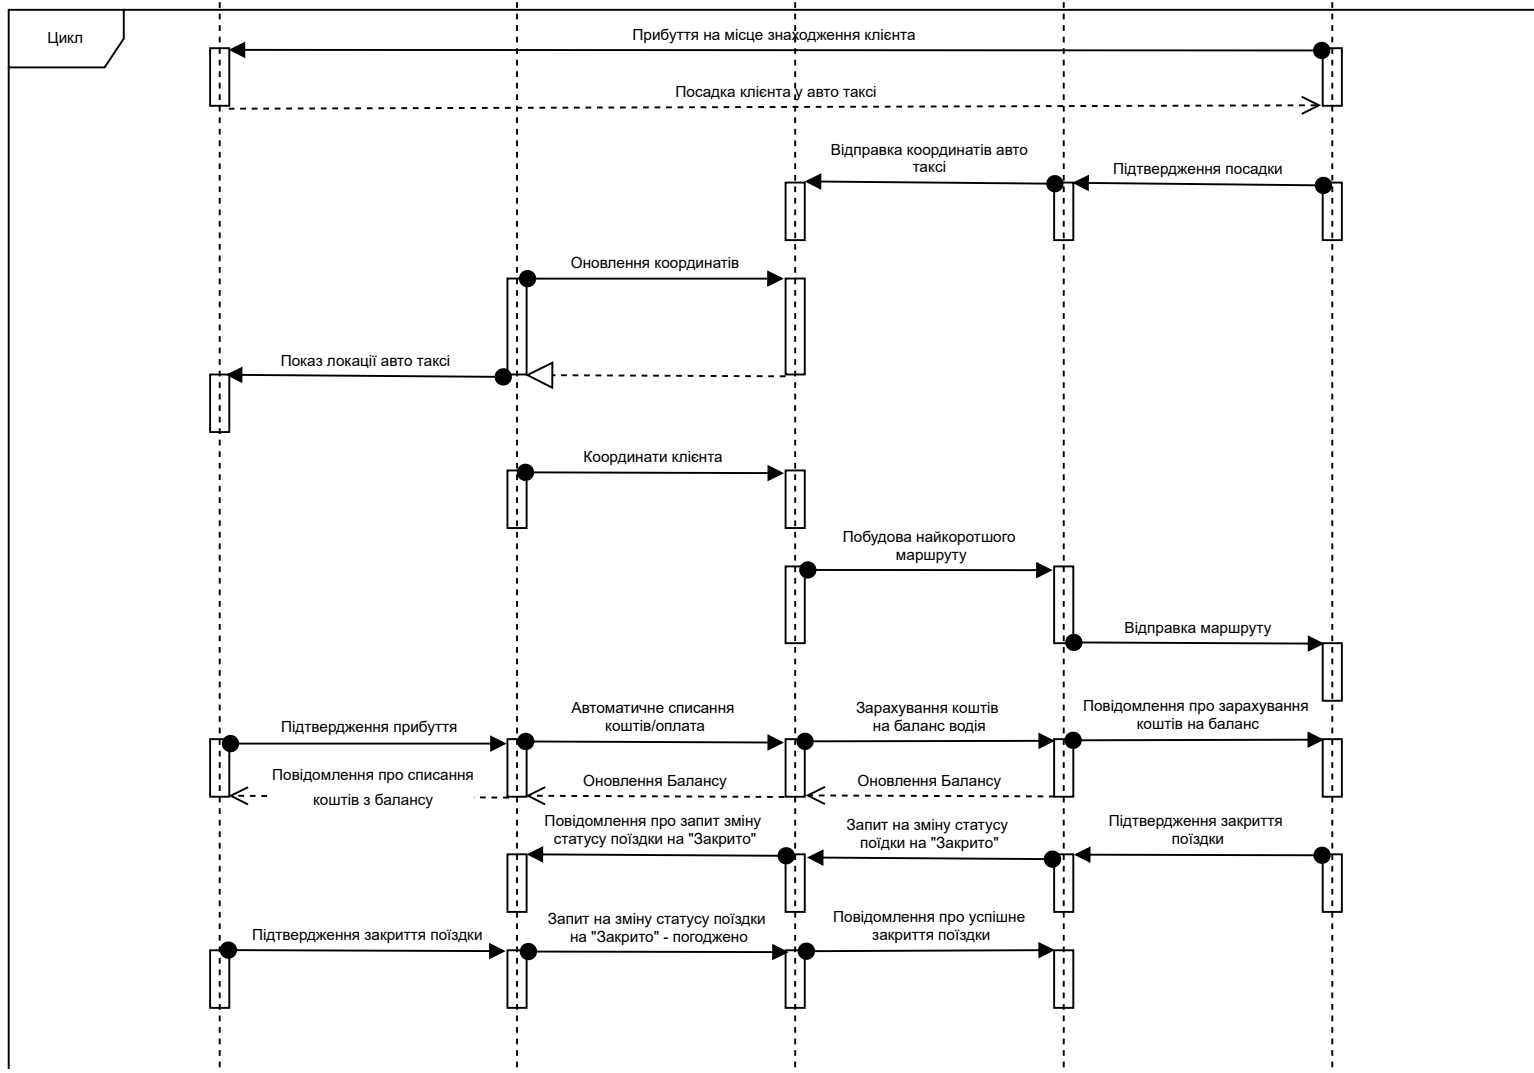 Цикл
Прибуття на місце знаходження клієнта
Посадка клієнта у авто таксі
Відправка координатів авто
таксі
Підтвердження посадки
Оновлення координатів
Показ локації авто таксі
Координати клієнта
Побудова найкоротшого
маршруту
Відправка маршруту
Підтвердження прибуття
Автоматичне списання
коштів/оплата
Зарахування коштів
на баланс водія
Повідомлення про зарахування
коштів на баланс
Повідомлення про списання
коштів з балансу
Оновлення Балансу
Оновлення Балансу
Повідомлення про запит зміну
статусу поїздки на "Закрито"
Запит на зміну статусу
поїдки на "Закрито"
Підтвердження закриття
поїздки
Підтвердження закриття поїздки
Запит на зміну статусу поїздки
на "Закрито" - погоджено
Повідомлення про успішне
закриття поїздки